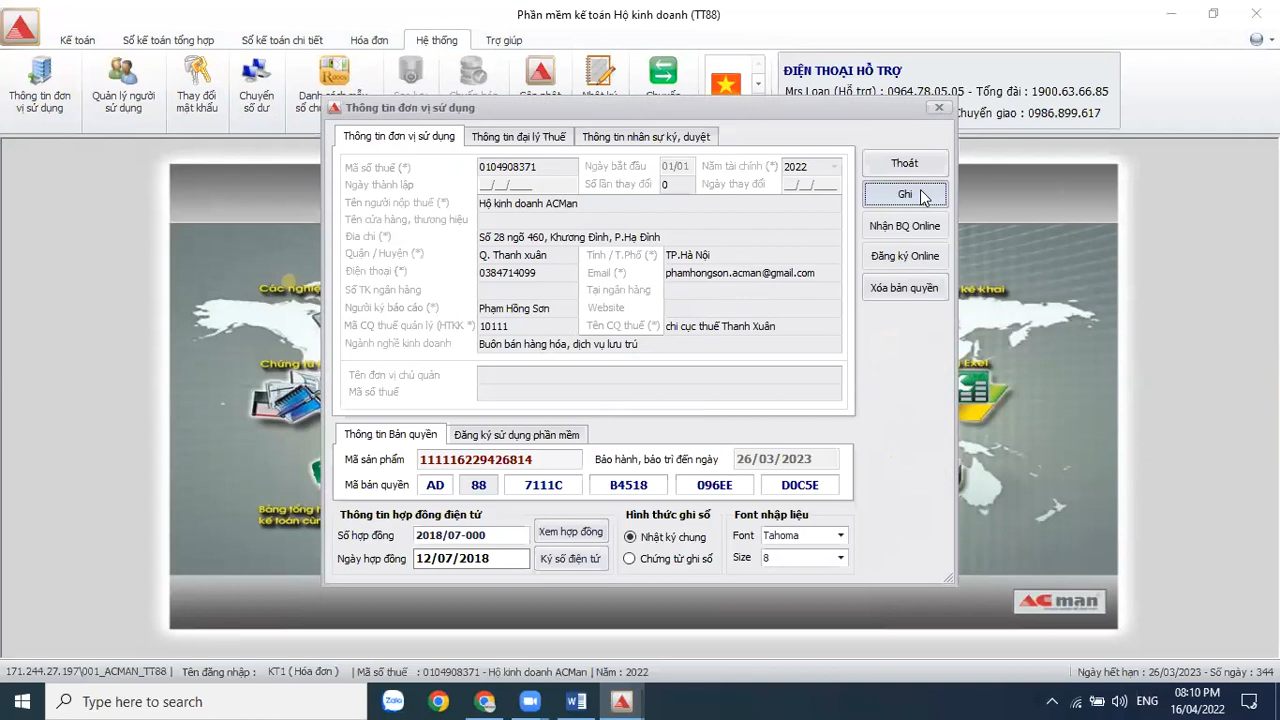 Phần mềm kế toán Hộ kinh doanh (TT88)
Kế toán Sổ kế toán tổng hợp Sổ kế toán chi tiết Hóa đơn Hệ thống Trợ giúp
Thông tin đơn vị sử dụng
Quản lý người sử dụng
Thay đổi mật khẩu
Chuyển số dư
ĐIỆN THOẠI HỖ TRỢ
Mrs Loan (Hỗ trợ) : 0964.78.05.05 - Tổng đài : 1900.63.66.85
Chuyển giao : 0986.899.617
Thông tin đơn vị sử dụng
Thông tin đơn vị sử dụng Thông tin đại lý Thuế Thông tin nhân sự ký, duyệt
Mã số thuế (*) 0104908371 Ngày bắt đầu 01/01 Năm tài chính (*) 2022
Ngày thành lập __/__/____ Số lần thay đổi 0 Ngày thay đổi __/__/____
Tên người nộp thuế (*) Hộ kinh doanh ACMan
Tên cửa hàng, thương hiệu
Địa chỉ (*) Số 28 ngõ 460, Khương Đình, P.Hạ Đình
Quận / Huyện (*) Q. Thanh xuân Tỉnh / T.Phố (*) TP.Hà Nội
Điện thoại (*) 0384714099 Email (*) phamhongson.acman@gmail.com
Số TK ngân hàng Tại ngân hàng
Người ký báo cáo (*) Phạm Hồng Sơn Website
Mã CQ thuế quản lý (HTKK *) 10111 Tên CQ thuế (*) chi cục thuế Thanh Xuân
Ngành nghề kinh doanh Buôn bán hàng hóa, dịch vụ lưu trú
Tên đơn vị chủ quản
Mã số thuế
Thoát
Ghi
Nhận BQ Online
Đăng ký Online
Xóa bản quyền
Thông tin Bản quyền Đăng ký sử dụng phần mềm
Mã sản phẩm 111116229426814 Bảo hành, bảo trì đến ngày 26/03/2023
Mã bản quyền AD 88 7111C B4518 096EE D0C5E
Thông tin hợp đồng điện tử Hình thức ghi sổ Font nhập liệu
Số hợp đồng 2018/07-000 Xem hợp đồng Nhật ký chung Font Tahoma
Ngày hợp đồng 12/07/2018 Ký số điện tử Chứng từ ghi sổ Size 8
ACman
171.244.27.197\001_ACMAN_TT88 Tên đăng nhập : KT1 ( Hóa đơn ) Mã số thuế : 0104908371 - Hộ kinh doanh ACMan | Năm : 2022 Ngày hết hạn : 26/03/2023 - Số ngày : 344
Type here to search
Zalo
ENG
08:10 PM
16/04/2022